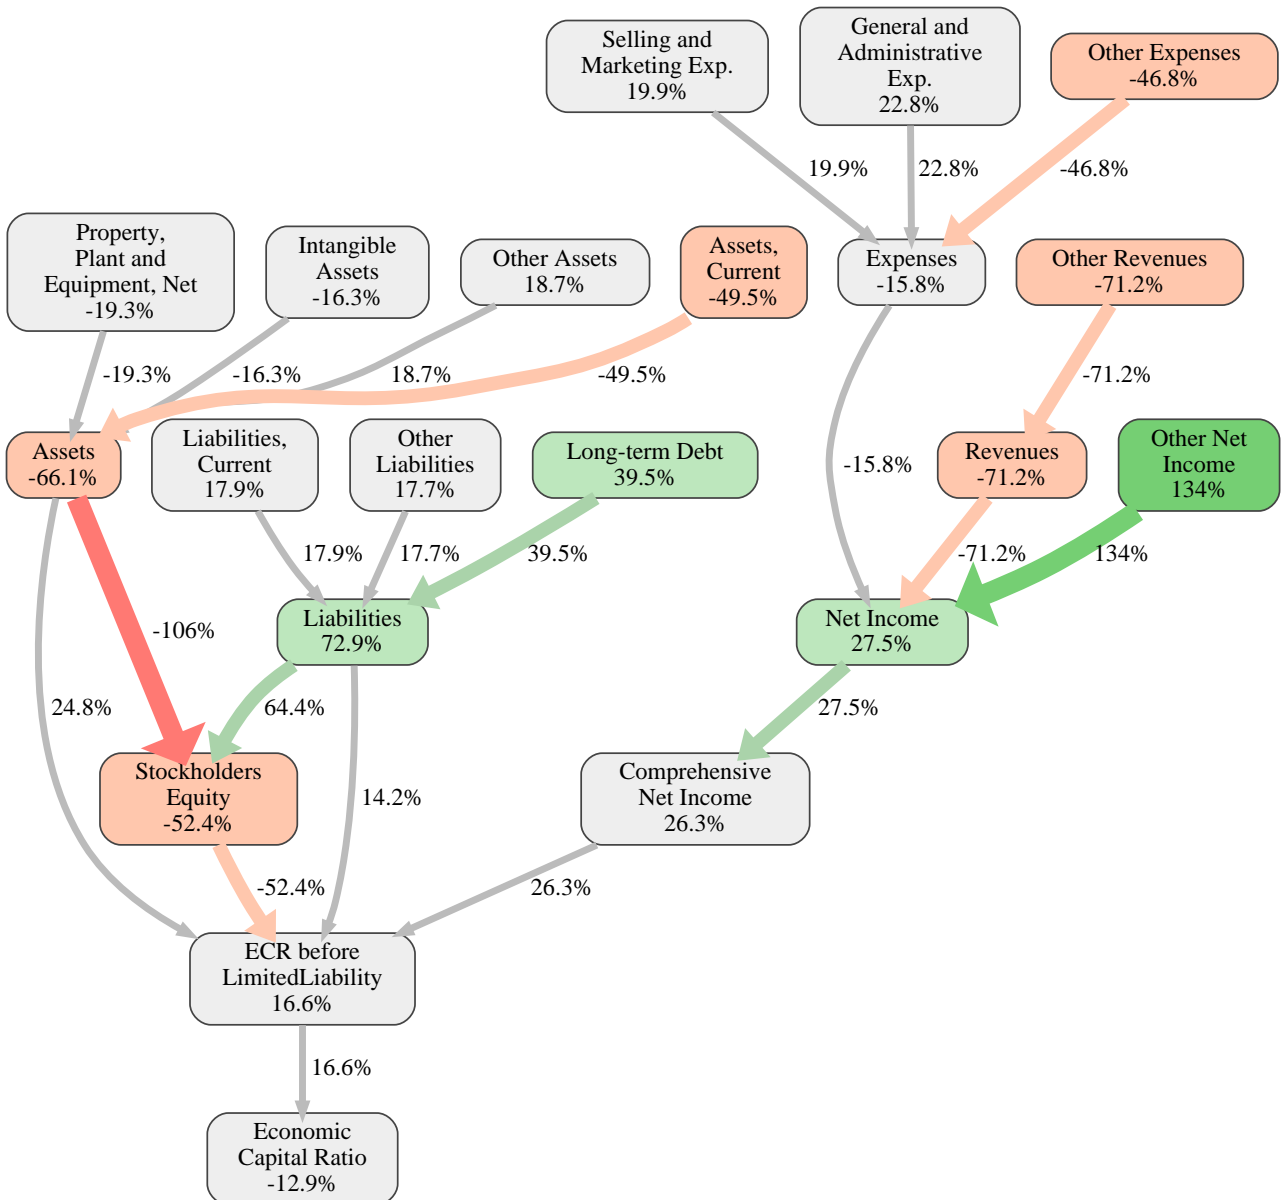 Selling and
Marketing Exp.
19.9%
General and
Administrative
Exp.
22.8%
Other Expenses
-46.8%
19.9%
22.8%
-46.8%
Property,
Plant and
Equipment, Net
-19.3%
Intangible
Assets
-16.3%
Other Assets
18.7%
Assets,
Current
-49.5%
Expenses
-15.8%
Other Revenues
-71.2%
-19.3%
-16.3%
18.7%
-49.5%
-71.2%
Assets
-66.1%
Liabilities,
Current
17.9%
Other
Liabilities
17.7%
Long-term Debt
39.5%
-15.8%
Revenues
-71.2%
Other Net
Income
134%
17.9%
17.7%
39.5%
-71.2%
134%
-106%
Liabilities
72.9%
Net Income
27.5%
24.8%
64.4%
27.5%
Stockholders
Equity
-52.4%
14.2%
Comprehensive
Net Income
26.3%
-52.4%
26.3%
ECR before
LimitedLiability
16.6%
16.6%
Economic
Capital Ratio
-12.9%